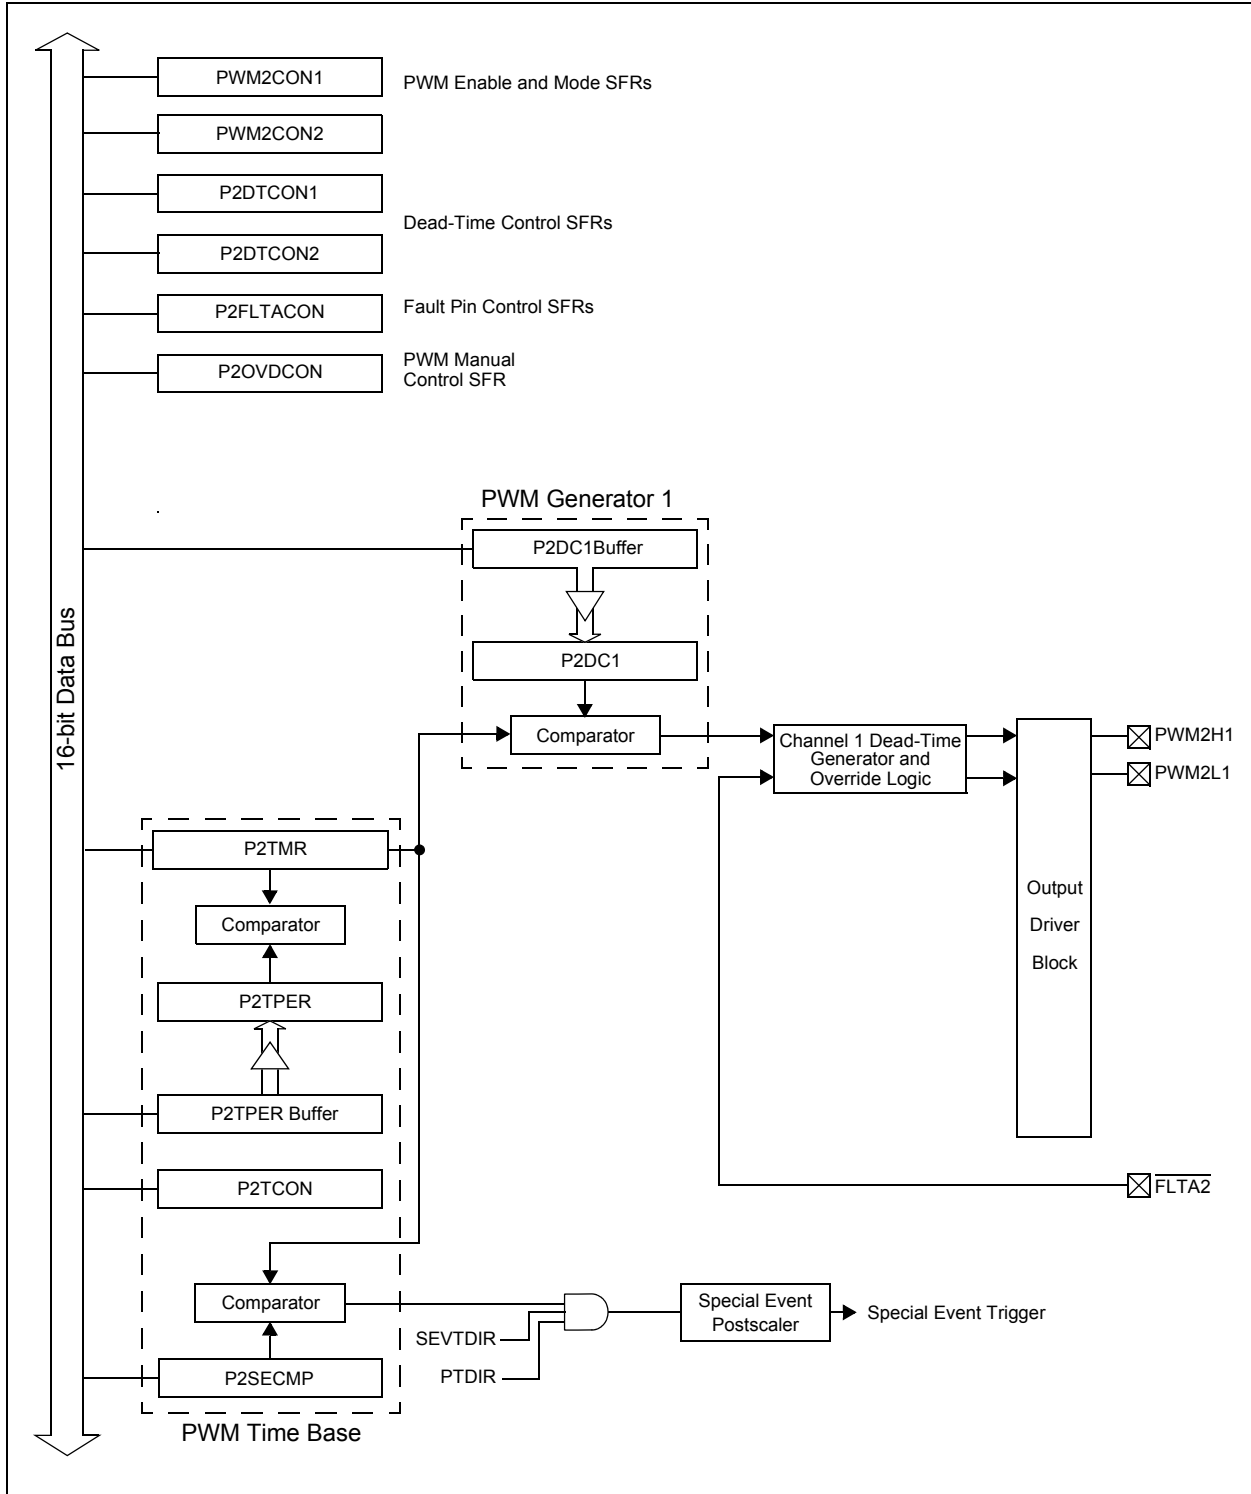 PWM2CON1
PWM Enable and Mode SFRs
PWM2CON2
P2DTCON1
Dead-Time Control SFRs
P2DTCON2
P2FLTACON
Fault Pin Control SFRs
P2OVDCON
PWM Manual
Control SFR
PWM Generator 1
P2DC1Buffer
16-bit Data Bus
P2DC1
Comparator
Channel 1 Dead-Time
Generator and
Override Logic
PWM2H1
PWM2L1
P2TMR
Comparator
Output
Driver
Block
P2TPER
P2TPER Buffer
P2TCON
FLTA2
Comparator
Special Event
Postscaler
Special Event Trigger
SEVTDIR
PTDIR
P2SECMP
PWM Time Base